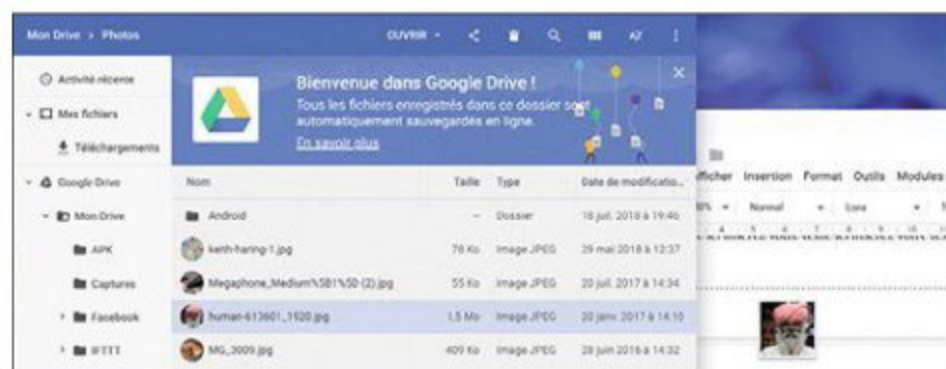 Mon Drive > Photos
OUVRIR
Activité récente
Mes fichiers
Téléchargements
Google Drive
Mon Drive
APK
Captures
Facebook
IFTTT
Bienvenue dans Google Drive !
Tous les fichiers enregistrés dans ce dossier sont
automatiquement sauvegardés en ligne.
En savoir plus
Nom Taille Type Date de modificatio...
Android – Dossier 18 juil. 2018 à 19:46
keith-haring-1.jpg 78 Ko Image JPEG 29 mai 2018 à 12:37
Megaphone_Medium%5B1%5D-(2).jpg 55 Ko Image JPEG 20 juil. 2017 à 14:34
human-613601_1920.jpg 1,5 Mo Image JPEG 20 janv. 2017 à 14:10
MG_3009.jpg 409 Ko Image JPEG 28 juin 2016 à 14:32
fficher Insertion Format Outils Modules
Normal Lora